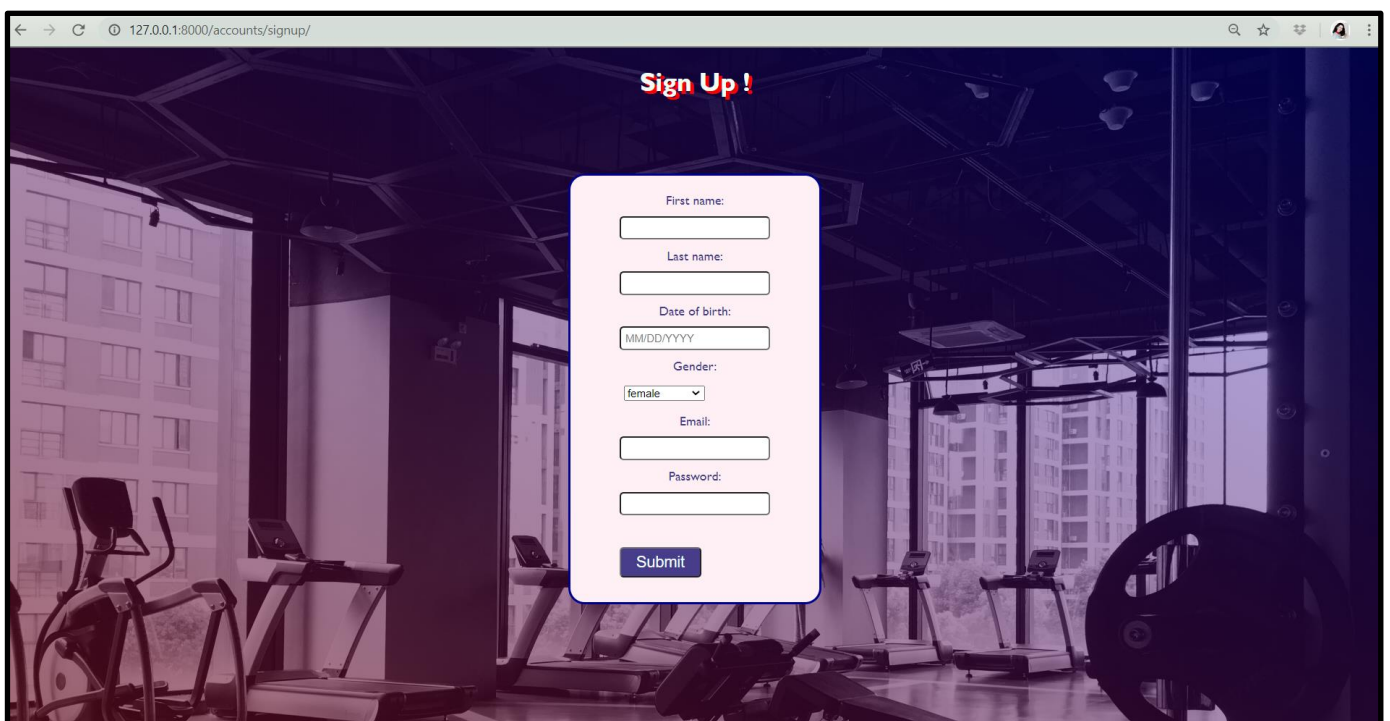 127.0.0.1:8000/accounts/signup/
Sign Up !
First name:
Last name:
Date of birth:
MM/DD/YYYY
Gender:
female
Email:
Password:
Submit